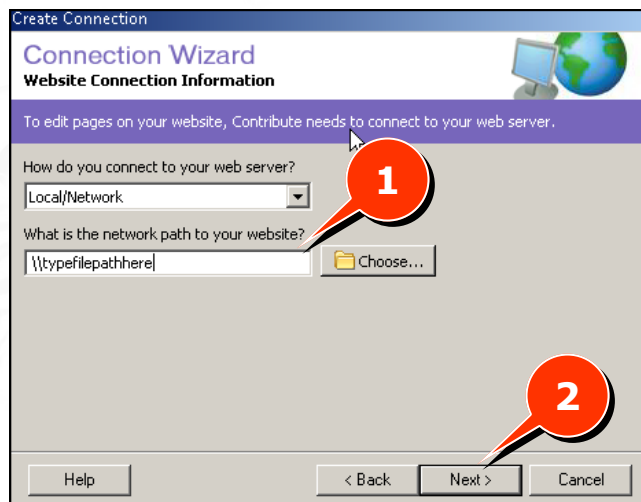 Create Connection
Connection Wizard
Website Connection Information
To edit pages on your website, Contribute needs to connect to your web server.
How do you connect to your web server?
Local/Network
1
What is the network path to your website?
\\typefilepathhere
Choose...
2
Help
< Back
Next >
Cancel